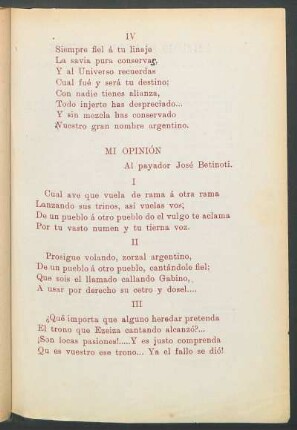 IV
Siempre fiel á tu linaje
La savia pura conservas,
Y al Universo recuerdas
Cual fué y será tu destino;
Con nadie tienes alianza,
Todo injerto has despreciado...
Y sin mezcla has conservado
Nuestro gran nombre argentino.
MI OPINIÓN
Al payador José Betinoti.
I
Cual ave que vuela de rama á otra rama
Lanzando sus trinos, así vuelas vos;
De un pueblo á otro pueblo do el vulgo te aclama
Por tu vasto numen y tu tierna voz.
II
Prosigue volando, zorzal argentino,
De un pueblo á otro pueblo, cantándole fiel;
Que sois el llamado callando Gabino,
A usar por derecho su cetro y dosel....
III
¿Qué importa que alguno heredar pretenda
El trono que Ezeiza cantando alcanzó?...
¡Son locas pasiones!.....Y es justo comprenda
Qu es vuestro ese trono... Ya el fallo se dió!